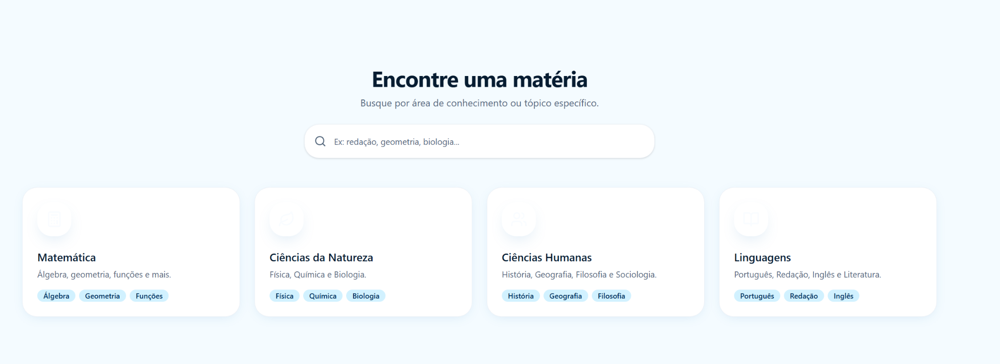 Encontre uma matéria
Busque por área de conhecimento ou tópico específico.
Ex: redação, geometria, biologia...
Matemática
Álgebra, geometria, funções e mais.
Álgebra Geometria Funções
Ciências da Natureza
Física, Química e Biologia.
Física Química Biologia
Ciências Humanas
História, Geografia, Filosofia e Sociologia.
História Geografia Filosofia
Linguagens
Português, Redação, Inglês e Literatura.
Português Redação Inglês